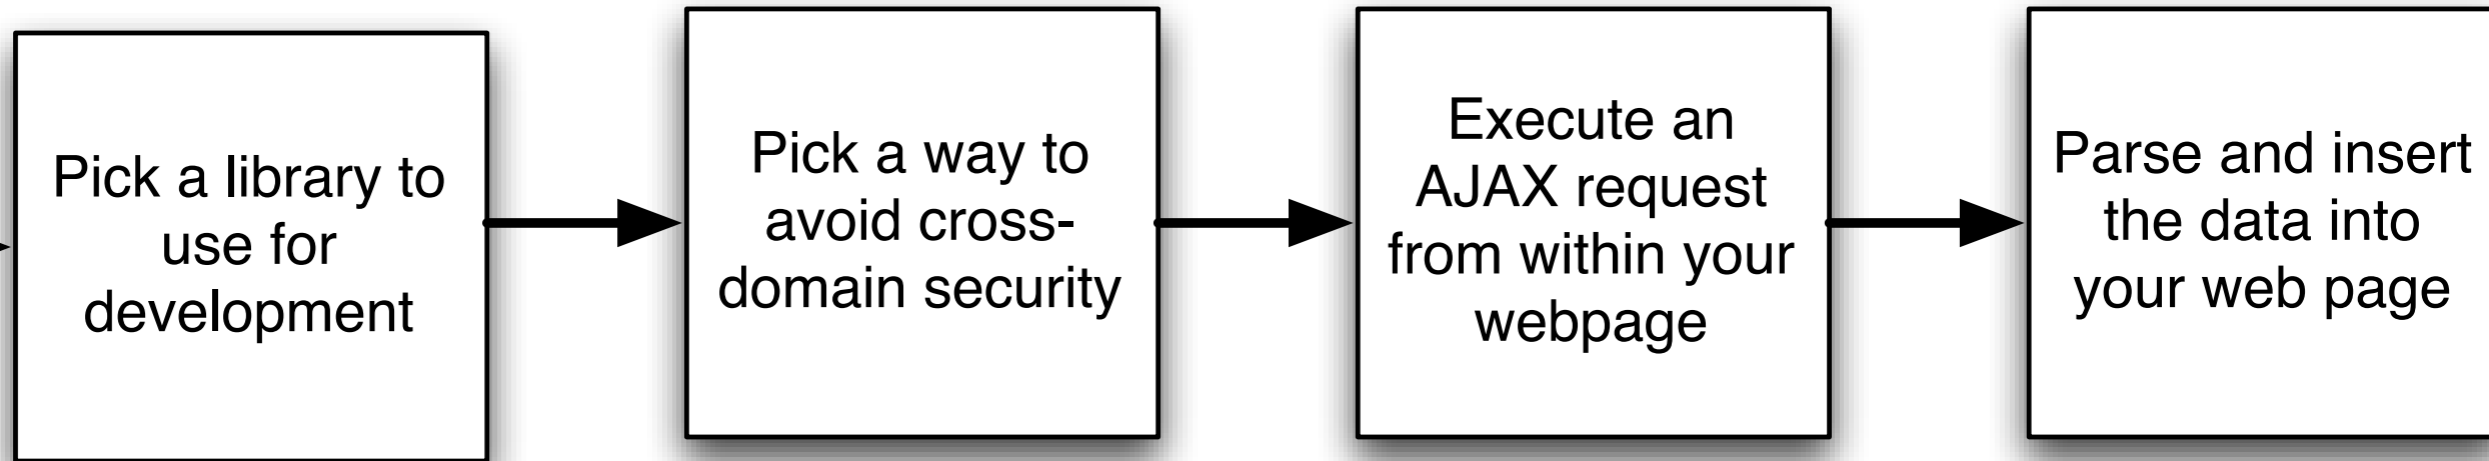 Pick a library to
use for
development
Pick a way to
avoid cross-
domain security
Execute an
AJAX request
from within your
webpage
Parse and insert
the data into
your web page